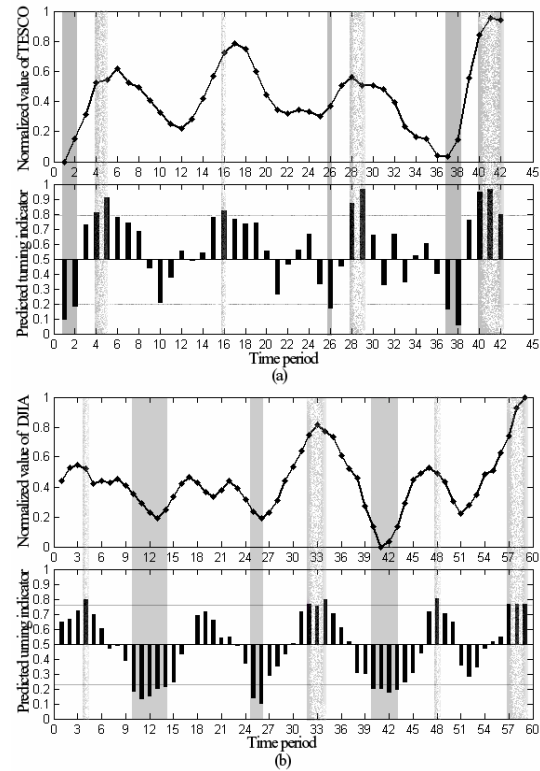 (a)
Normalized value of TESCO
1
0.8
0.6
0.4
0.2
0
0 2 4 6 8 10 12 14 16 18 20 22 24 26 28 30 32 34 36 38 40 42 45
Predicted turning indicator
1
0.9
0.8
0.7
0.6
0.5
0.4
0.3
0.2
0.1
0
0 2 4 6 8 10 12 14 16 18 20 22 24 26 28 30 32 34 36 38 40 42 45
Time period
(a)
Normalized value of DJIA
1
0.8
0.6
0.4
0.2
0
0 3 6 9 12 15 18 21 24 27 30 33 36 39 42 45 48 51 54 57 60
Predicted turning indicator
1
0.9
0.8
0.7
0.6
0.5
0.4
0.3
0.2
0.1
0
0 3 6 9 12 15 18 21 24 27 30 33 36 39 42 45 48 51 54 57 60
Time period
(b)